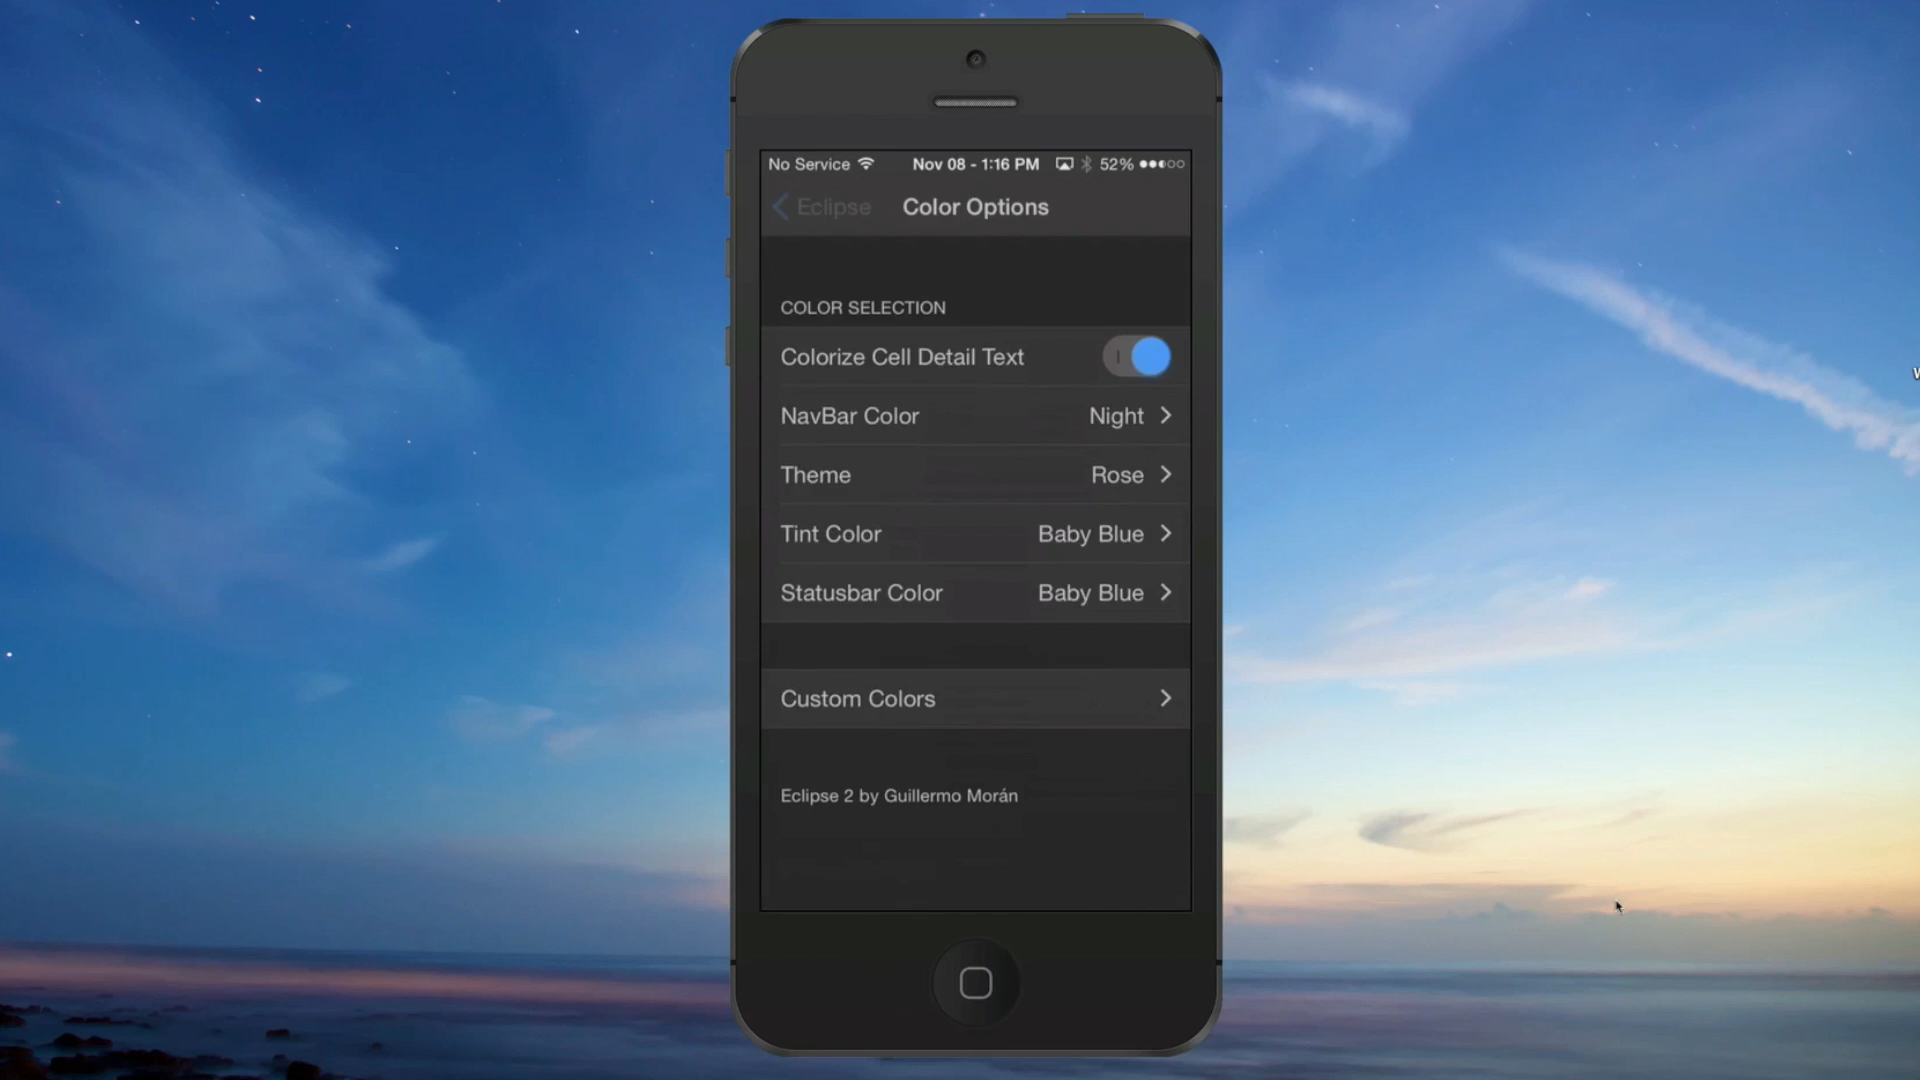 No Service Nov 08 - 1:16 PM 52%
Eclipse Color Options
COLOR SELECTION
Colorize Cell Detail Text
NavBar Color Night
Theme Rose
Tint Color Baby Blue
Statusbar Color Baby Blue
Custom Colors
Eclipse 2 by Guillermo Morán